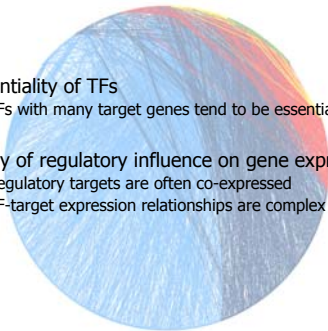 ntiality of TFs
Fs with many target genes tend to be essentia
y of regulatory influence on gene expr
egulatory targets are often co-expressed
F-target expression relationships are complex